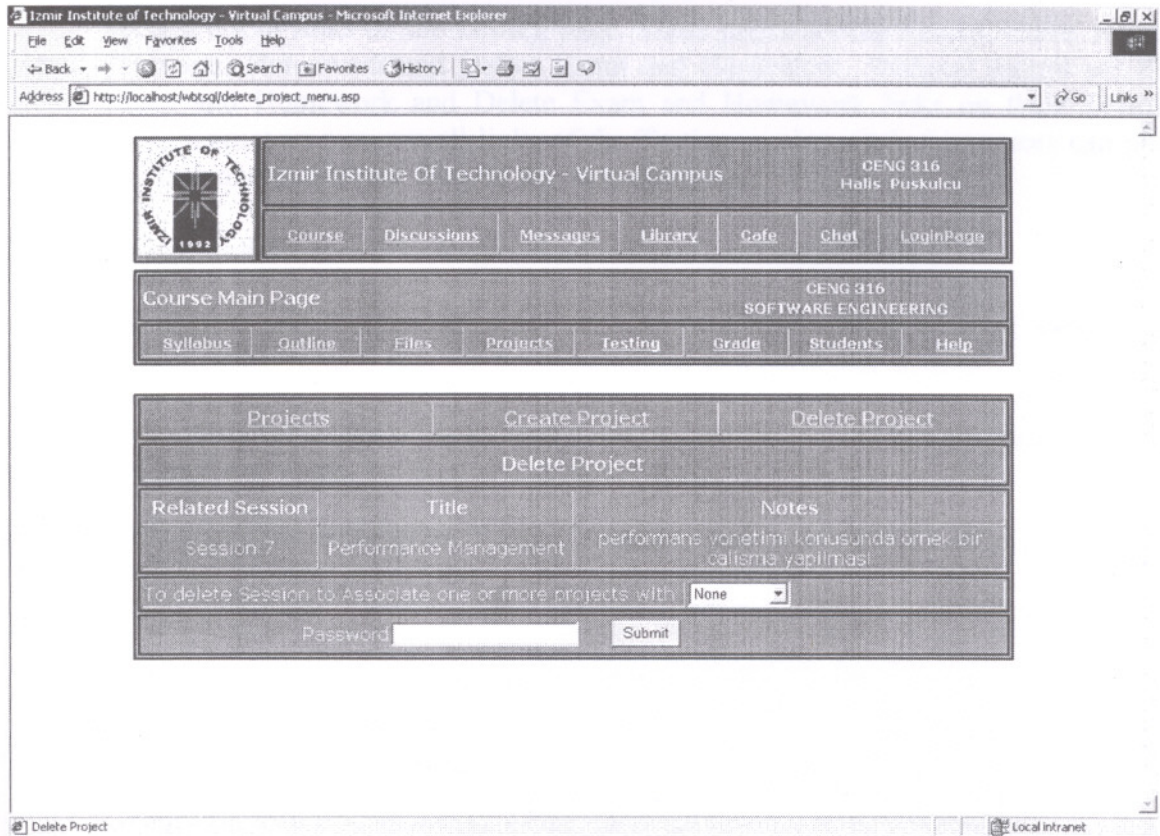 Izmir Institute of Technology - Virtual Campus - Microsoft Internet Explorer
File Edit View Favorites Tools Help
Back Search Favorites History
Address http://localhost/wbtsql/delete_project_menu.asp Go Links »
IZMIR INSTITUTE OF TECHNOLOGY
1992
Izmir Institute Of Technology - Virtual Campus
CENG 316
Halis Puskulcu
Course Discussions Messages Library Cafe Chat LoginPage
Course Main Page
CENG 316
SOFTWARE ENGINEERING
Syllabus Outline Files Projects Testing Grade Students Help
Projects Create Project Delete Project
Delete Project
Related Session Title Notes
Session 7 Performance Management
performans yonetimi konusunda ornek bir
calisma yapilmasi
To delete Session to Associate one or more projects with None
Password Submit
Delete Project Local intranet